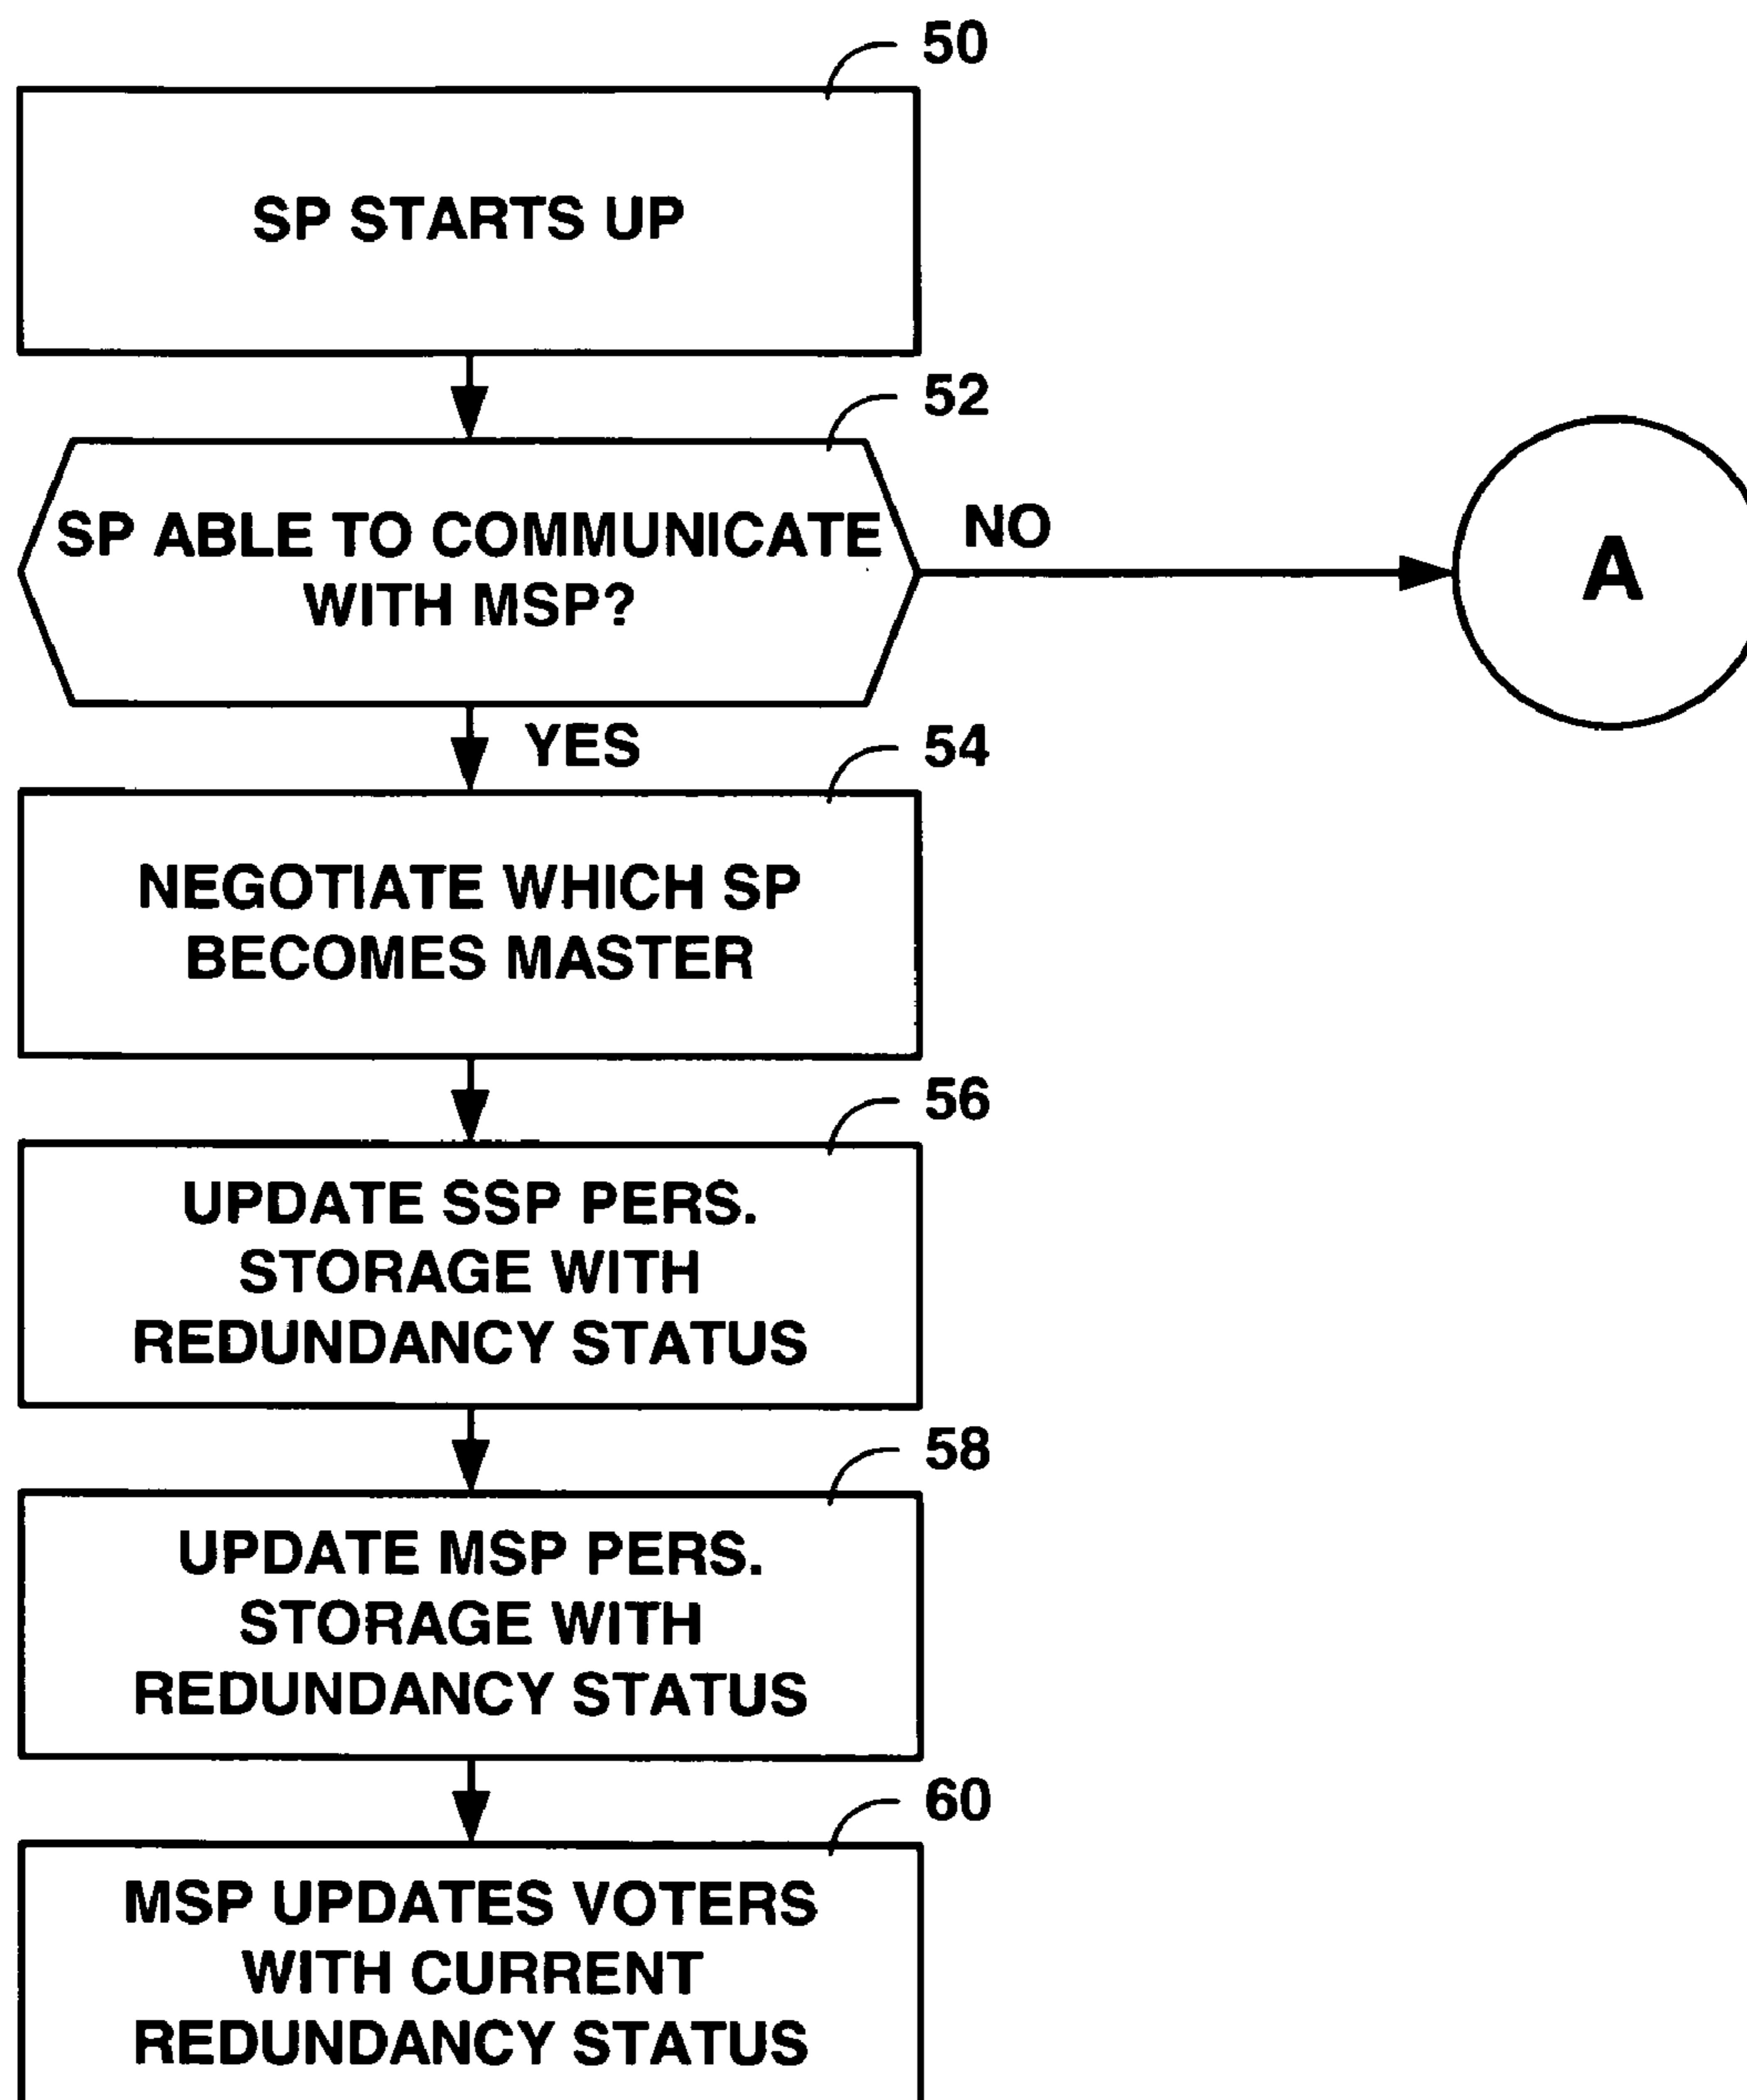 50
SP STARTS UP
52
SP ABLE TO COMMUNICATE
WITH MSP?
NO
A
YES
54
NEGOTIATE WHICH SP
BECOMES MASTER
56
UPDATE SSP PERS.
STORAGE WITH
REDUNDANCY STATUS
58
UPDATE MSP PERS.
STORAGE WITH
REDUNDANCY STATUS
60
MSP UPDATES VOTERS
WITH CURRENT
REDUNDANCY STATUS